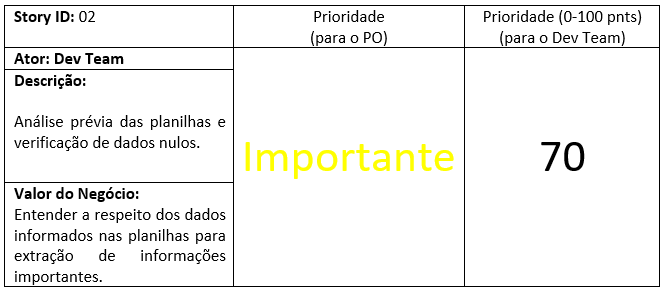 Story ID: 02
Prioridade
(para o PO)
Prioridade (0-100 pnts)
(para o Dev Team)
Ator: Dev Team
Descrição:
Análise prévia das planilhas e
verificação de dados nulos.
Importante
70
Valor do Negócio:
Entender a respeito dos dados
informados nas planilhas para
extração de informações
importantes.